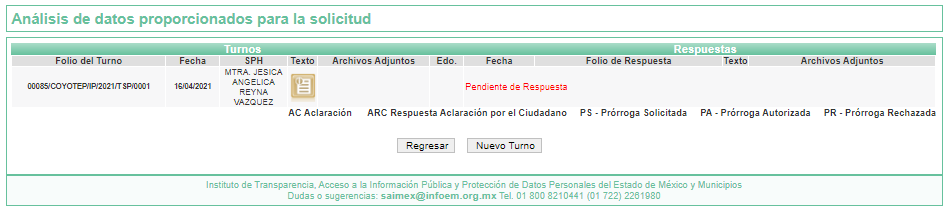 Análisis de datos proporcionados para la solicitud
Turnos Respuestas
Folio del Turno Fecha SPH Texto Archivos Adjuntos Edo. Fecha Folio de Respuesta Texto Archivos Adjuntos
00085/COYOTEP/IP/2021/TSP/0001 16/04/2021 MTRA. JESICA
ANGELICA
REYNA
VAZQUEZ
Pendiente de Respuesta
AC Aclaración ARC Respuesta Aclaración por el Ciudadano PS - Prórroga Solicitada PA - Prórroga Autorizada PR - Prórroga Rechazada
Regresar Nuevo Turno
Instituto de Transparencia, Acceso a la Información Pública y Protección de Datos Personales del Estado de México y Municipios
Dudas o sugerencias: saimex@infoem.org.mx Tel. 01 800 8210441 (01 722) 2261980